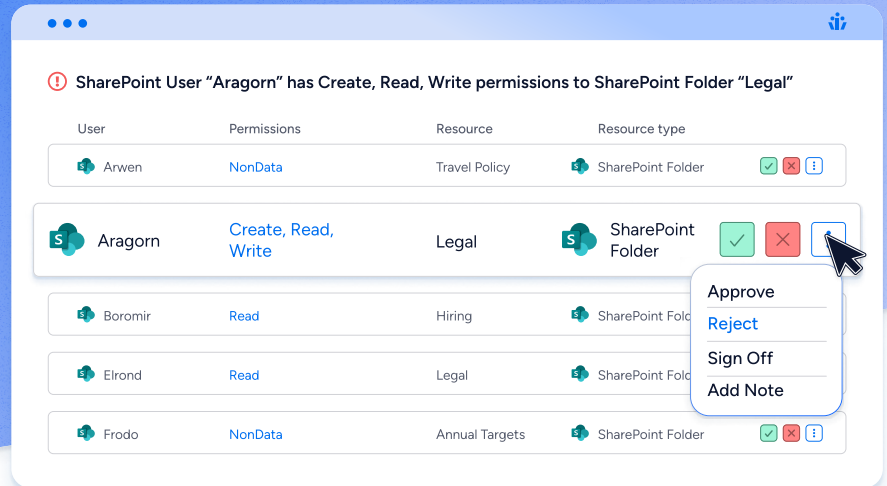 SharePoint User “Aragorn” has Create, Read, Write permissions to SharePoint Folder “Legal”
User Permissions Resource Resource type
Arwen NonData Travel Policy SharePoint Folder
Aragorn Create, Read, Write Legal SharePoint Folder
Boromir Read Hiring SharePoint
Elrond Read Legal SharePoint
Frodo NonData Annual Targets SharePoint Folder
Approve
Reject
Sign Off
Add Note